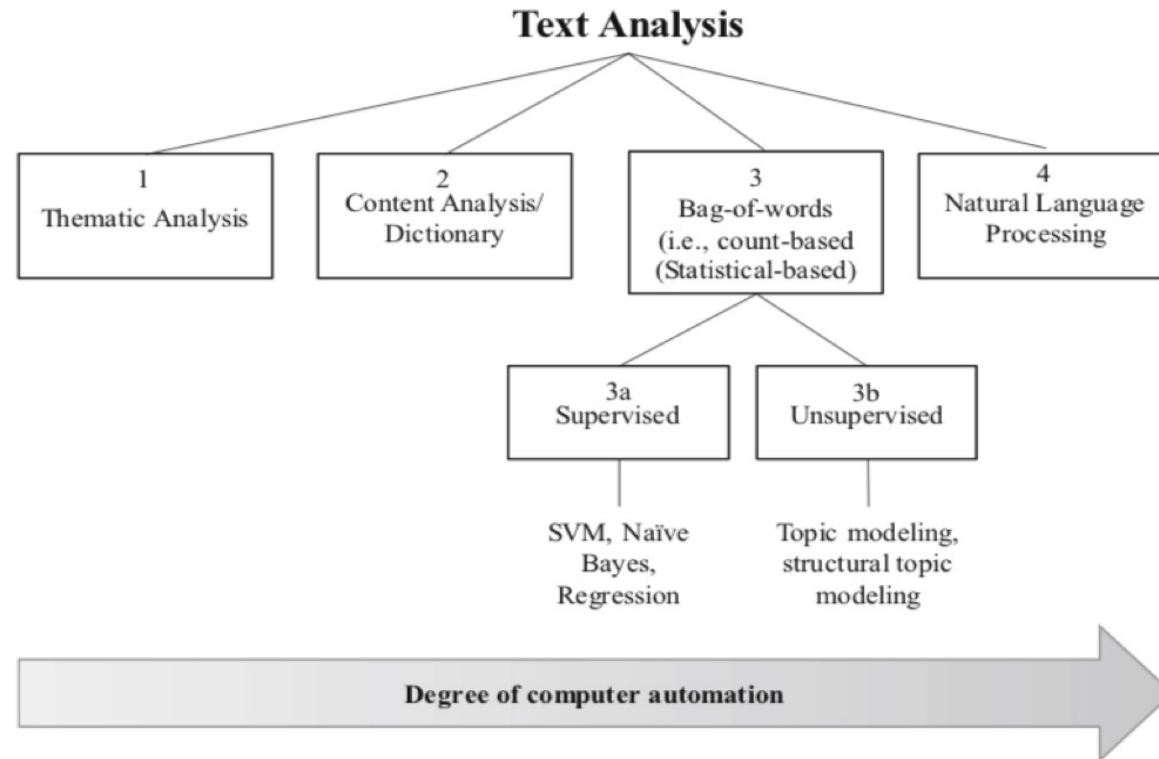 Text Analysis
1
Thematic Analysis
2
Content Analysis/
Dictionary
3
Bag-of-words
(i.e., count-based
(Statistical-based)
4
Natural Language
Processing
3a
Supervised
3b
Unsupervised
SVM, Naïve
Bayes,
Regression
Topic modeling,
structural topic
modeling
Degree of computer automation